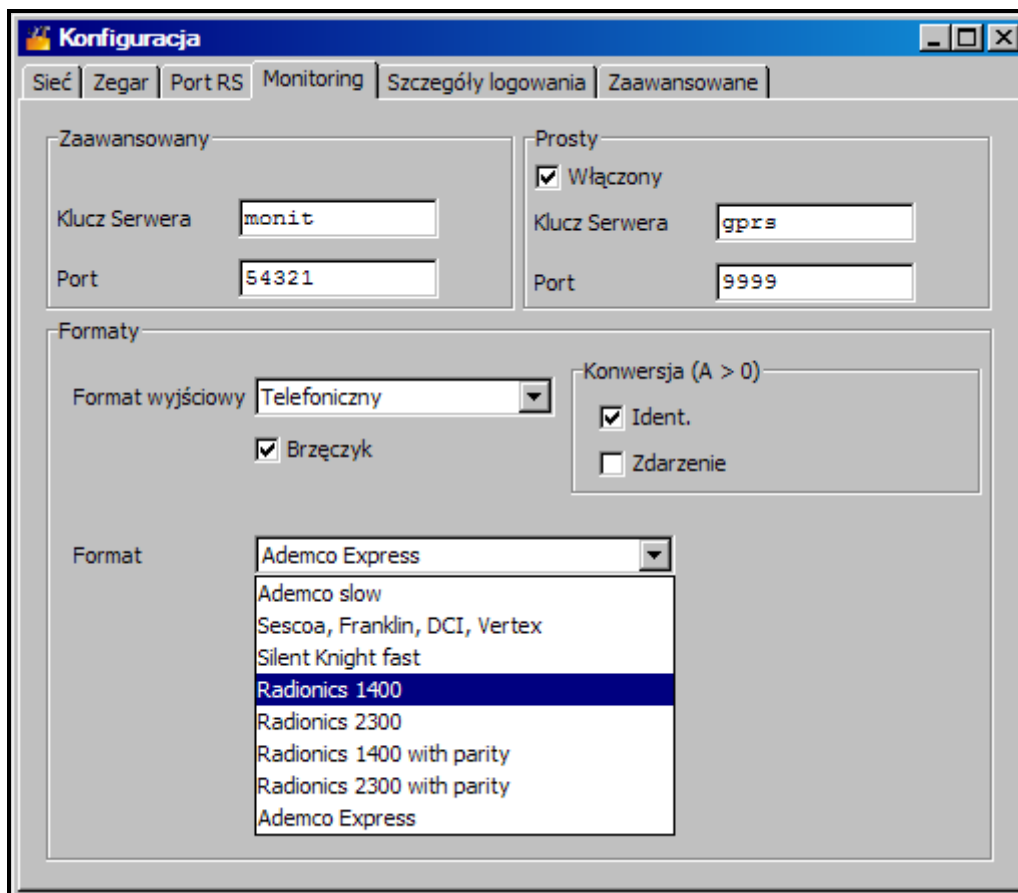 Konfiguracja
Sieć Zegar Port RS Monitoring Szczegóły logowania Zaawansowane
Zaawansowany
Klucz Serwera monit
Port 54321
Prosty
Włączony
Klucz Serwera gprs
Port 9999
Formaty
Format wyjściowy Telefoniczny
Brzęczyk
Konwersja (A > 0)
Ident.
Zdarzenie
Format Ademco Express
Ademco slow
Sescoa, Franklin, DCI, Vertex
Silent Knight fast
Radionics 1400
Radionics 2300
Radionics 1400 with parity
Radionics 2300 with parity
Ademco Express